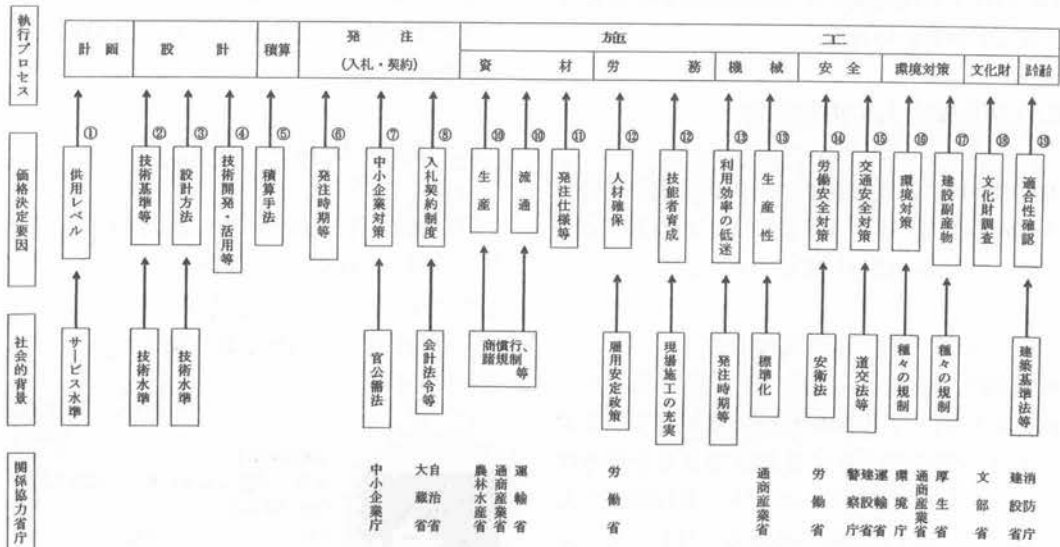 執行プロセス
計画
設計
積算
発注
(入札・契約)
施工
資材
労務
機械
安全
環境対策
文化財
価格決定要因
①
供用レベル
②
技術基準等
③
設計方法
④
技術開発・活用等
⑤
積算手法
⑥
発注時期等
⑦
中小企業対策
⑧
入札契約制度
⑩
生産
⑩
流通
⑪
発注仕様等
⑫
人材確保
⑫
技能者育成
⑬
利用効率の低迷
⑬
生産性
⑭
労働安全対策
⑮
交通安全対策
⑯
環境対策
⑰
建設副産物
⑱
文化財調査
⑲
適合性確認
社会的背景
サービス水準
技術水準
技術水準
官公需法
会計法令等
商慣行、
諸規制等
雇用安定政策
現場施工の充実
発注時期等
標準化
安衛法
道交法等
種々の規制
種々の規制
建築基準法等
関係協力省庁
中小企業庁
大蔵省
自治省
農林水産省
通商産業省
運輸省
労働省
通商産業省
労働省
警察庁
建設省
運輸省
環境庁
通商産業省
厚生省
文部省
建設省
消防庁